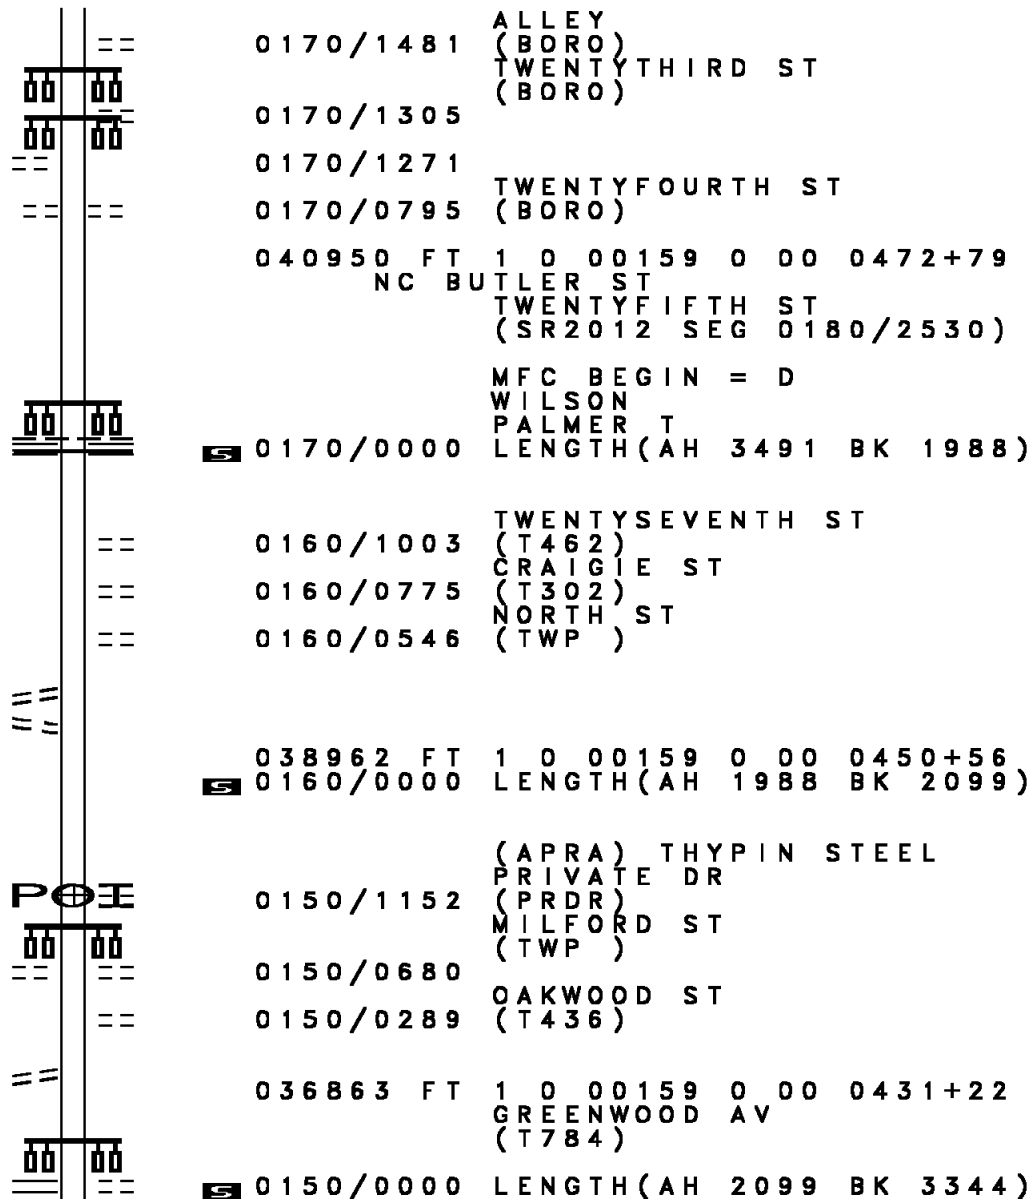 ALLEY
0170/1481 (BORO)
TWENTYTHIRD ST
(BORO)
0170/1305
0170/1271
TWENTYFOURTH ST
0170/0795 (BORO)
040950 FT 1 0 00159 0 00 0472+79
NC BUTLER ST
TWENTYFIFTH ST
(SR2012 SEG 0180/2530)
MFC BEGIN = D
WILSON
PALMER T
S 0170/0000 LENGTH(AH 3491 BK 1988)
TWENTYSEVENTH ST
0160/1003 (T462)
CRAIGIE ST
0160/0775 (T302)
NORTH ST
0160/0546 (TWP )
038962 FT 1 0 00159 0 00 0450+56
S 0160/0000 LENGTH(AH 1988 BK 2099)
(APRA) THYPIN STEEL
PRIVATE DR
POI 0150/1152 (PRDR)
MILFORD ST
(TWP )
0150/0680
OAKWOOD ST
0150/0289 (T436)
036863 FT 1 0 00159 0 00 0431+22
GREENWOOD AV
(T784)
S 0150/0000 LENGTH(AH 2099 BK 3344)